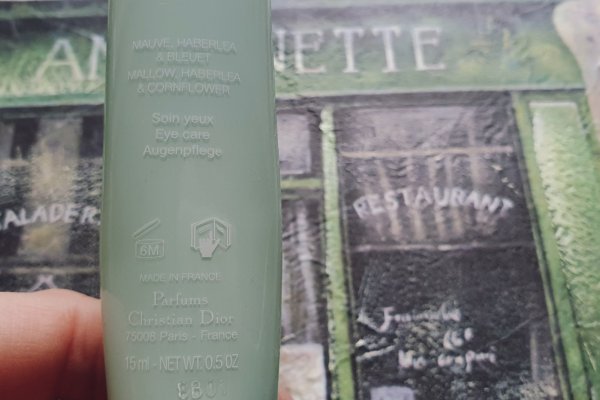 MAUVE, HABERLEA
& BLEUET
MALLOW, HABERLEA
& CORNFLOWER
Soin yeux
Eye care
Augenpflege
6M
MADE IN FRANCE
Parfums
Christian Dior
75008 Paris - France
15 ml - NET WT. 0.5 OZ
RESTAURANT